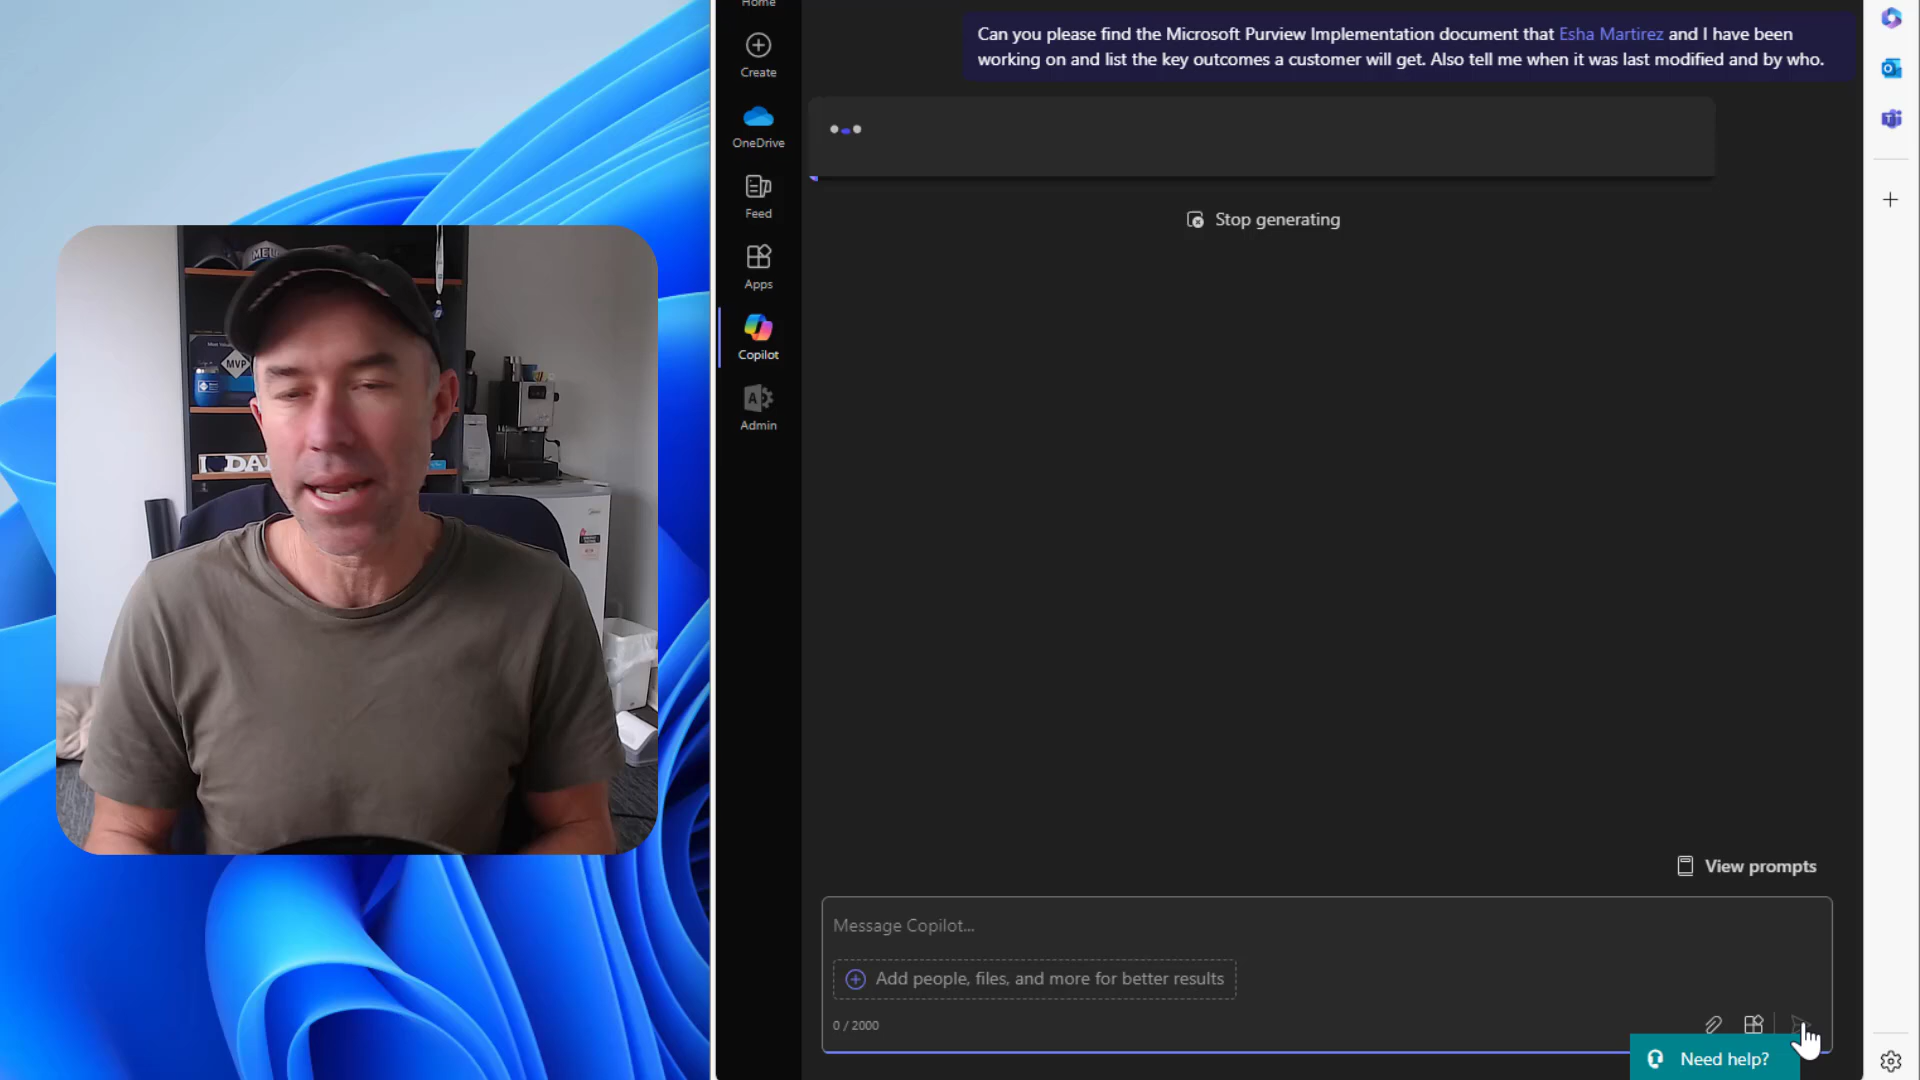 Home
Can you please find the Microsoft Purview Implementation document that Esha Martirez and I have been
working on and list the key outcomes a customer will get. Also tell me when it was last modified and by who.
Create
OneDrive
Feed
Stop generating
Apps
Copilot
Admin
MVP
View prompts
Message Copilot...
Add people, files, and more for better results
0 / 2000
Need help?